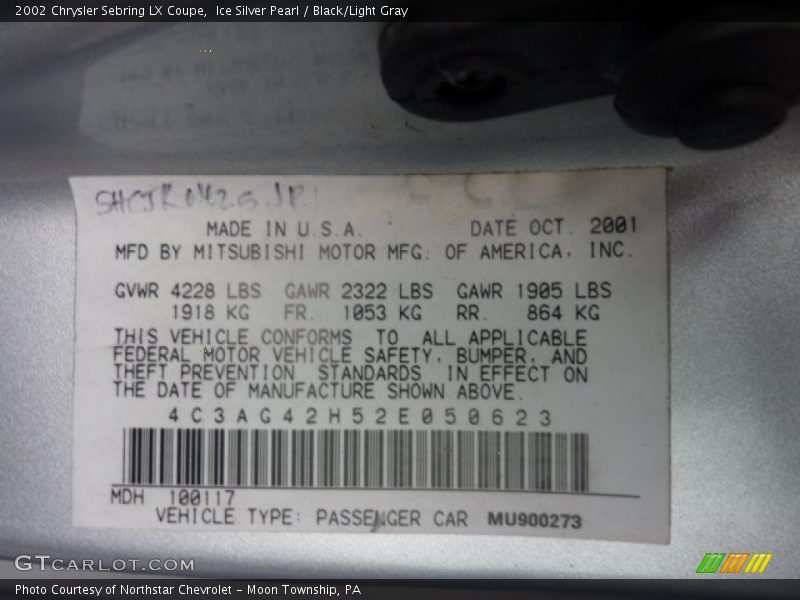 2002 Chrysler Sebring LX Coupe,  Ice Silver Pearl / Black/Light Gray
MADE IN U.S.A. DATE OCT. 2001
MFD BY MITSUBISHI MOTOR MFG. OF AMERICA, INC.
GVWR 4228 LBS GAWR 2322 LBS GAWR 1905 LBS
1918 KG FR. 1053 KG RR. 864 KG
THIS VEHICLE CONFORMS TO ALL APPLICABLE
FEDERAL MOTOR VEHICLE SAFETY, BUMPER, AND
THEFT PREVENTION STANDARDS IN EFFECT ON
THE DATE OF MANUFACTURE SHOWN ABOVE.
4C3AG42H52E050623
MDH 100117
VEHICLE TYPE: PASSENGER CAR MU900273
GTCARLOT.COM
Photo Courtesy of Northstar Chevrolet - Moon Township, PA